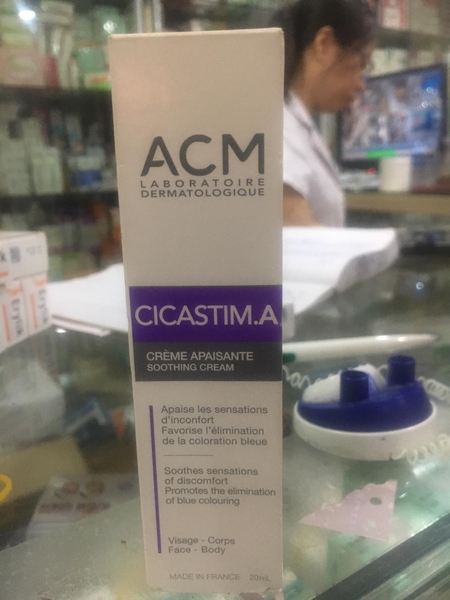 ACM
LABORATOIRE
DERMATOLOGIQUE
CICASTIM.A
CRÈME APAISANTE
SOOTHING CREAM
Apaise les sensations
d'inconfort
Favorise l'élimination
de la coloration bleue
Soothes sensations
of discomfort
Promotes the elimination
of blue colouring
Visage - Corps
Face - Body
MADE IN FRANCE 20mL